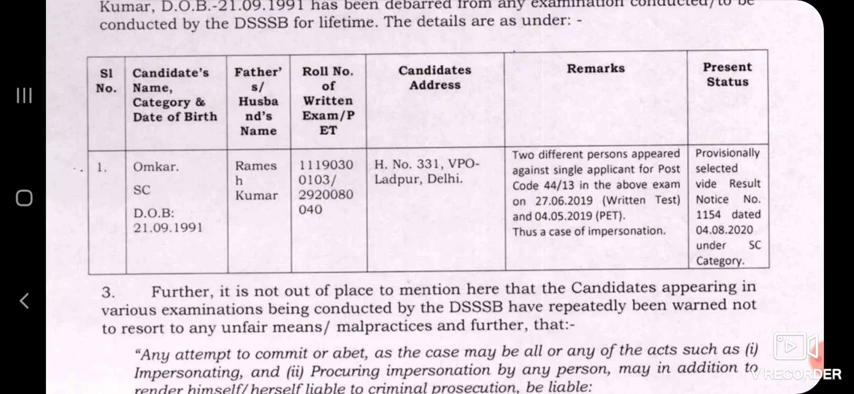 Kumar, D.O.B.-21.09.1991 has been debarred from any examination conducted/to be
conducted by the DSSSB for lifetime. The details are as under: -
Sl No.
Candidate's Name, Category & Date of Birth
Father's/ Husband's Name
Roll No. of Written Exam/PET
Candidates Address
Remarks
Present Status
1.
Omkar.
SC
D.O.B:
21.09.1991
Rames
h
Kumar
1119030
0103/
2920080
040
H. No. 331, VPO-
Ladpur, Delhi.
Two different persons appeared
against single applicant for Post
Code 44/13 in the above exam
on 27.06.2019 (Written Test)
and 04.05.2019 (PET).
Thus a case of impersonation.
Provisionally
selected
vide Result
Notice No.
1154 dated
04.08.2020
under SC
Category.
3. Further, it is not out of place to mention here that the Candidates appearing in
various examinations being conducted by the DSSSB have repeatedly been warned not
to resort to any unfair means/ malpractices and further, that:-
"Any attempt to commit or abet, as the case may be all or any of the acts such as (i)
Impersonating, and (ii) Procuring impersonation by any person, may in addition to
render himself/herself liable to criminal prosecution, be liable:
V RECORDER